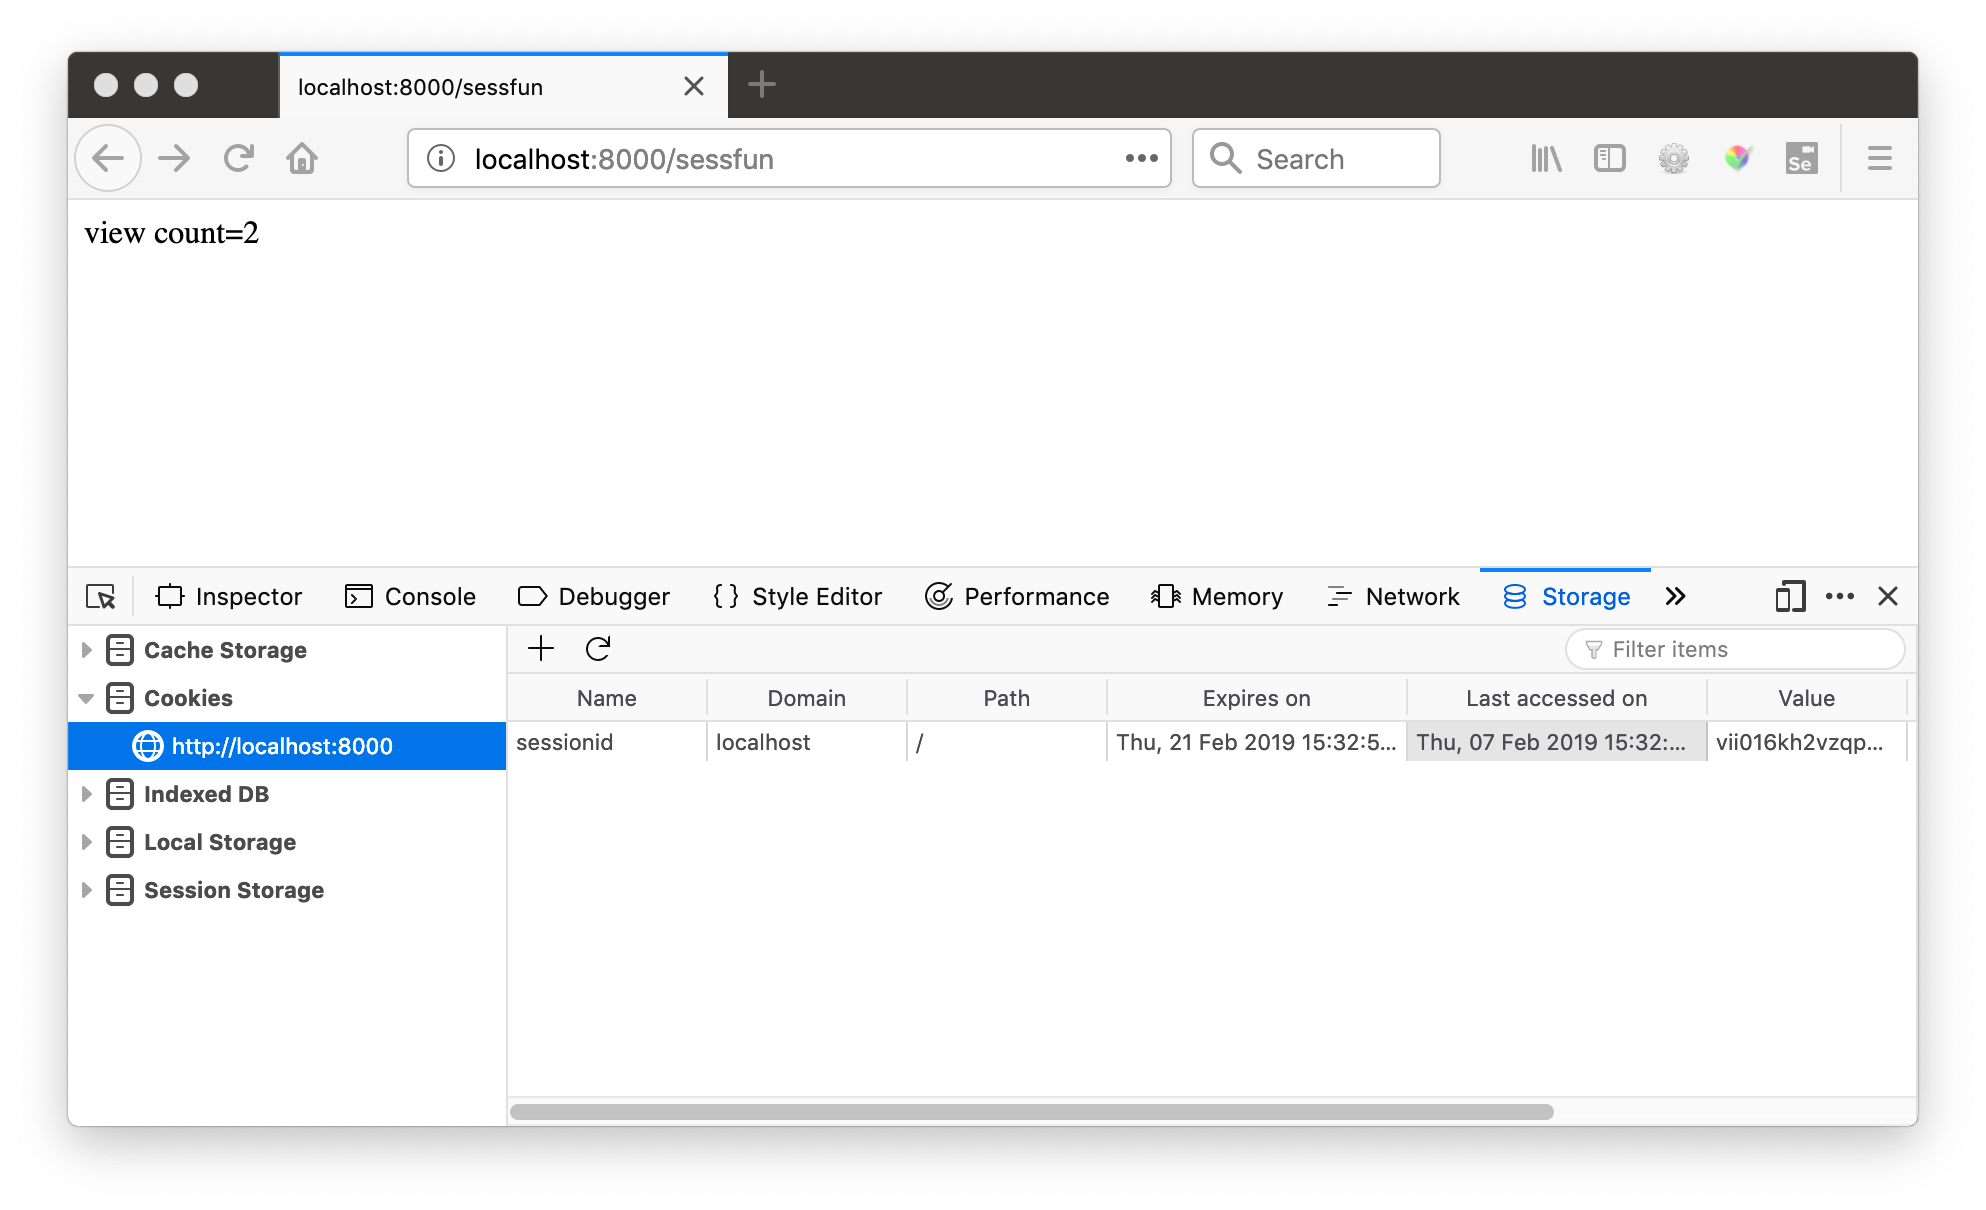 localhost:8000/sessfun
localhost:8000/sessfun
Search
Se
view count=2
Inspector Console Debugger Style Editor Performance Memory Network Storage
Cache Storage
Filter items
Cookies
Name Domain Path Expires on Last accessed on Value
http://localhost:8000
sessionid localhost / Thu, 21 Feb 2019 15:32:5... Thu, 07 Feb 2019 15:32:... vii016kh2vzqp...
Indexed DB
Local Storage
Session Storage